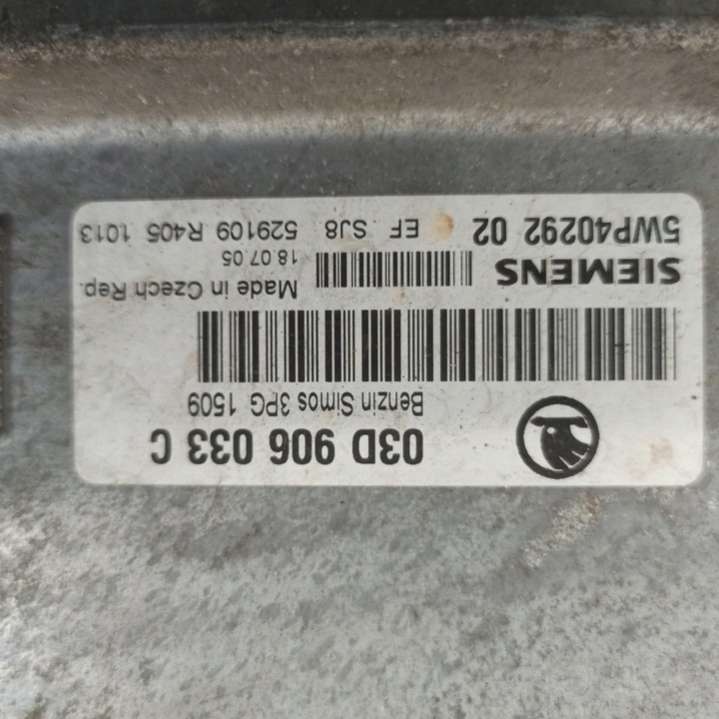 03D 906 033 C
Benzin Simos 3PG 1509
SIEMENS
Made in Czech Rep.
18.07.05
5WP40292 02 EF SJ8 529109 R405 1013